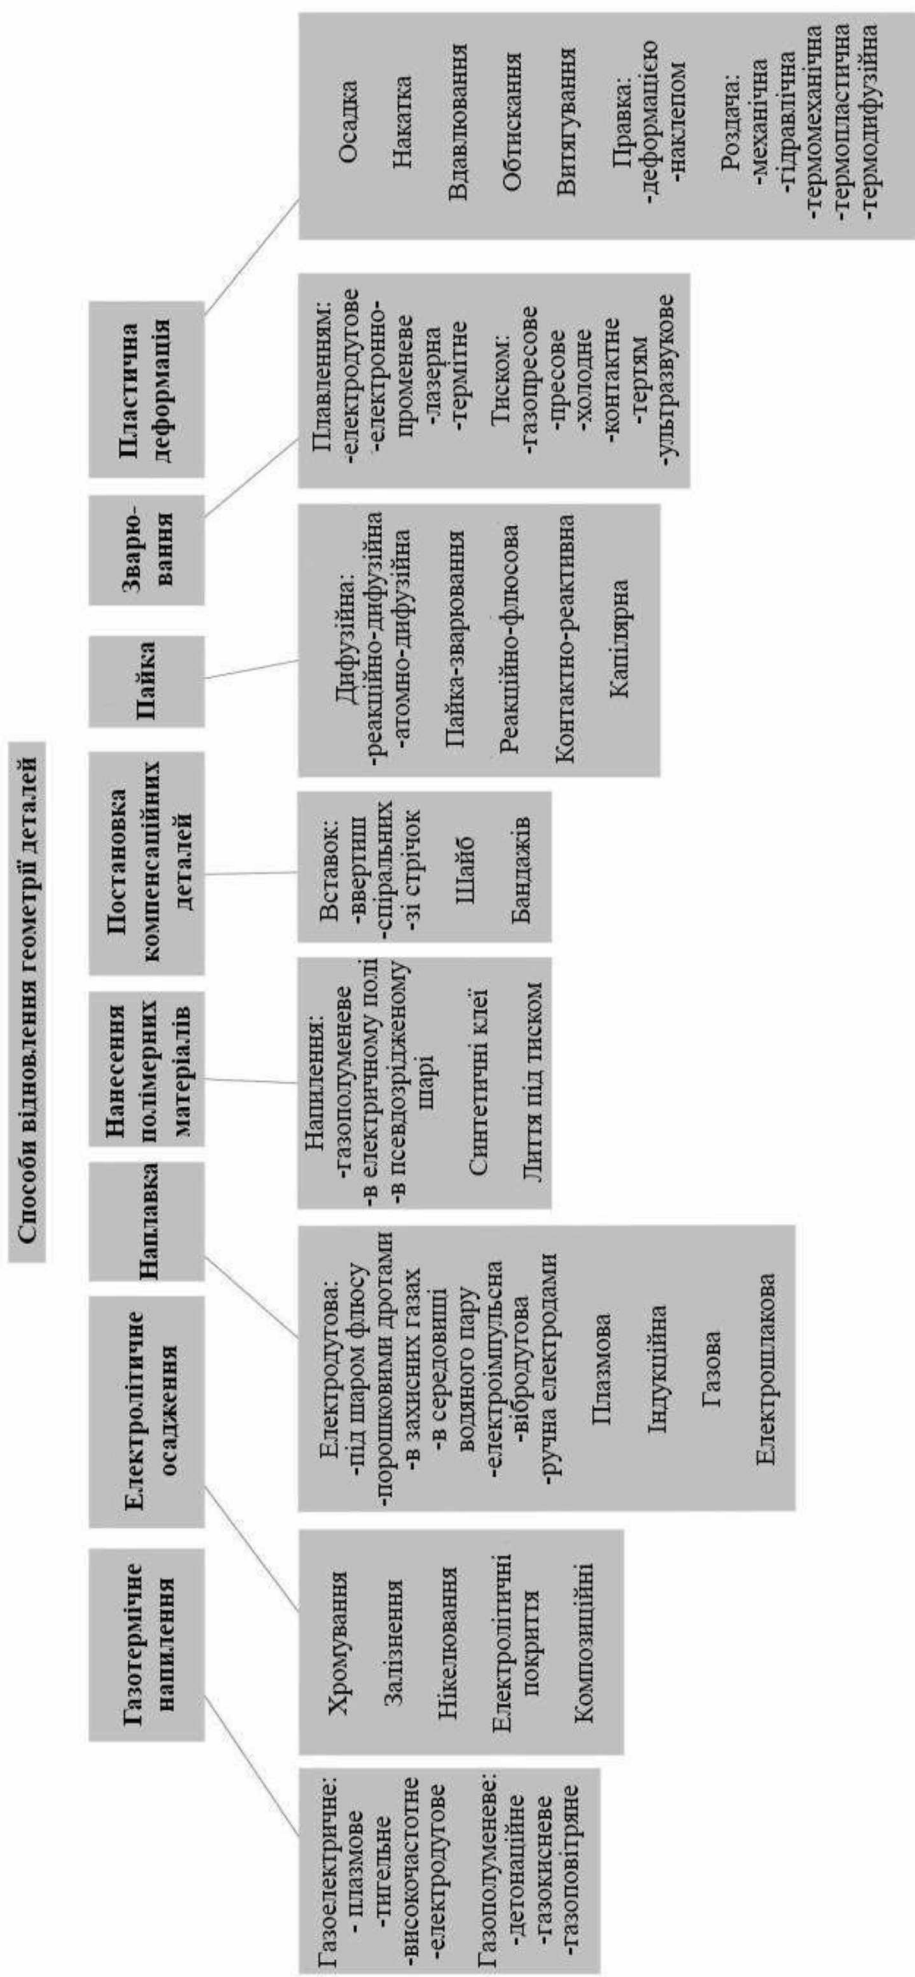 Способи відновлення геометрії деталей
Газотермічне
напилення
Електролітичне
осадження
Наплавка
Нанесення
полімерних
матеріалів
Постановка
компенсаційних
деталей
Пайка
Зварю-
вання
Пластична
деформація
Газоелектричне:
- плазмове
-тигельне
-високочастотне
-електродугове
Газополуменеве:
-детонаційне
-газокисневе
-газоповітряне
Хромування
Залізнення
Нікелювання
Електролітичні
покриття
Композиційні
Електродугова:
-під шаром флюсу
-порошковими дротами
-в захисних газах
-в середовищі
водяного пару
-електроімпульсна
-вібродугова
-ручна електродами
Плазмова
Індукційна
Газова
Електрошлакова
Напилення:
-газополуменеве
-в електричному полі
-в псевдозрідженому
шарі
Синтетичні клеї
Лиття під тиском
Вставок:
-ввертиш
-спіральних
-зі стрічок
Шайб
Бандажів
Дифузійна:
-реакційно-дифузійна
-атомно-дифузійна
Пайка-зварювання
Реакційно-флюсова
Контактно-реактивна
Капілярна
Плавленням:
-електродугове
-електронно-
променеве
-лазерна
-термітне
Тиском:
-газопресове
-пресове
-холодне
-контактне
-тертям
-ультразвукове
Осадка
Накатка
Вдавлювання
Обтискання
Витягування
Правка:
-деформацією
-наклепом
Роздача:
-механічна
-гідравлічна
-термомеханічна
-термопластична
-термодифузійна